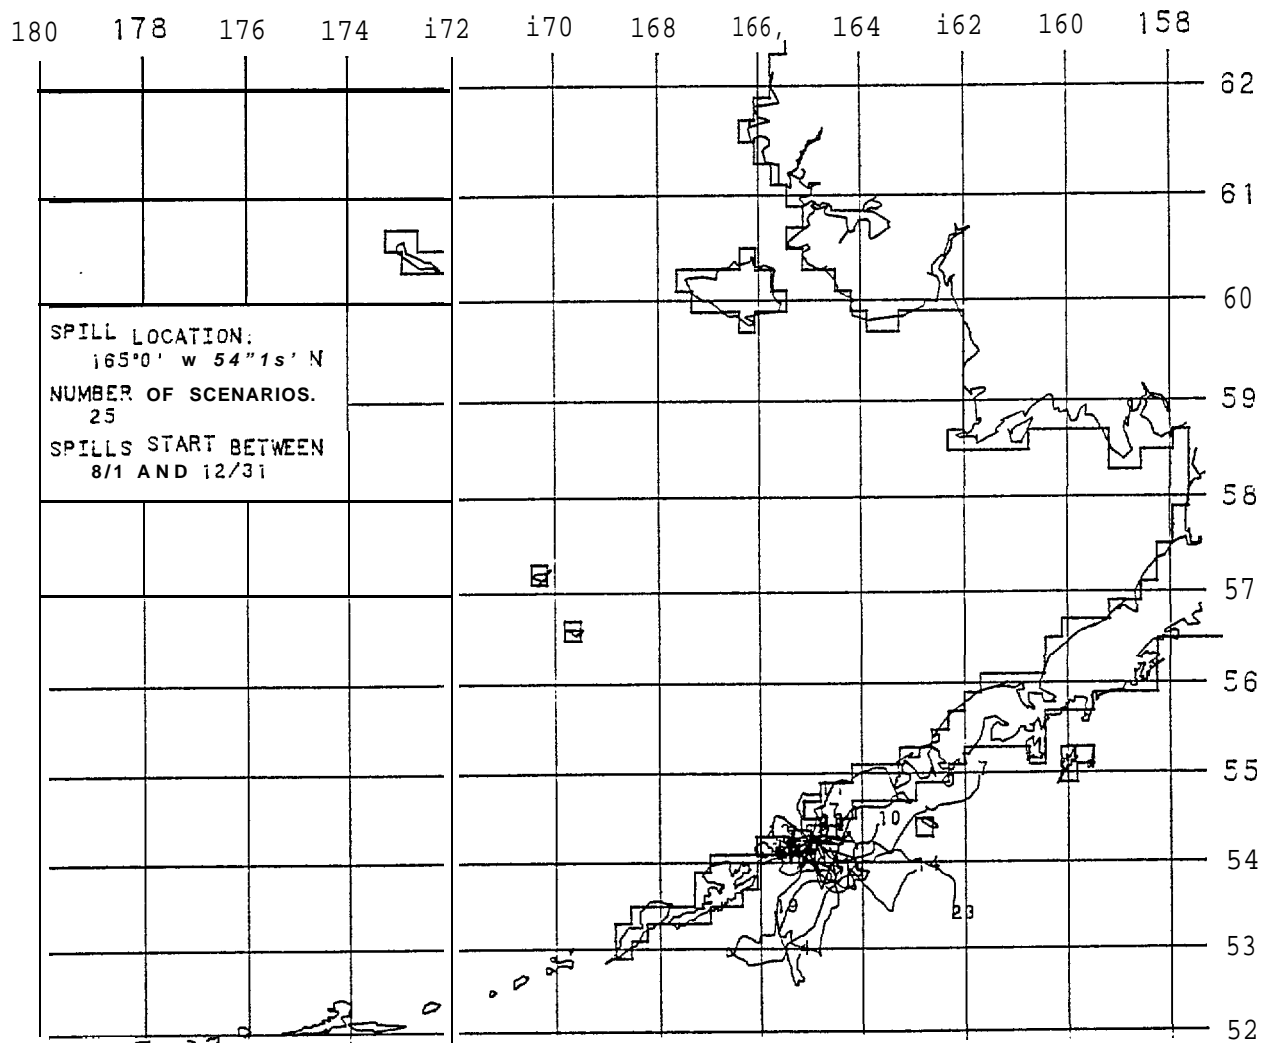 180 178 176 174 i72 i70 168 166, 164 i62 160 158
62
61
60
SPILL LOCATION:
i65°0' w 54"1s' N
NUMBER OF SCENARIOS.
25
SPILLS START BETWEEN
8/1 AND i2/3i
59
58
57
56
55
10
54
9
23
4
53
52